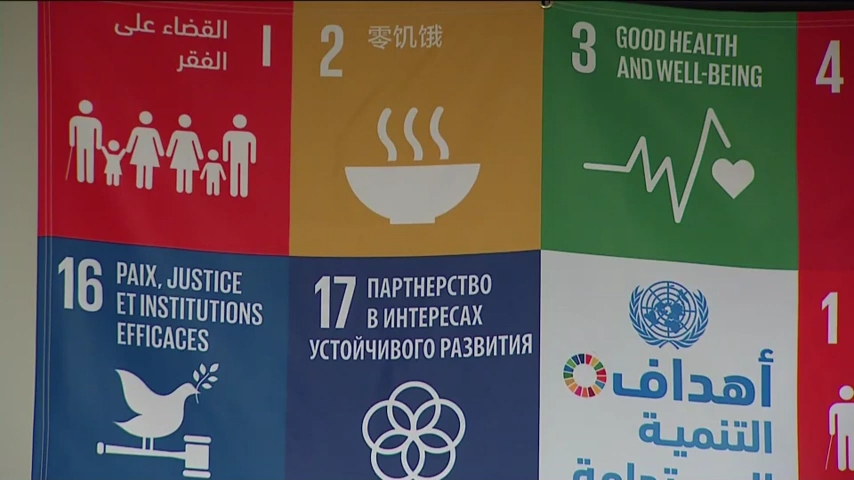 القضاء على
الفقر
1
2
零饥饿
3
GOOD HEALTH
AND WELL-BEING
4
16
PAIX, JUSTICE
ET INSTITUTIONS
EFFICACES
17
ПАРТНЕРСТВО
В ИНТЕРЕСАХ
УСТОЙЧИВОГО РАЗВИТИЯ
أهداف
التنمية
المستدامة
1